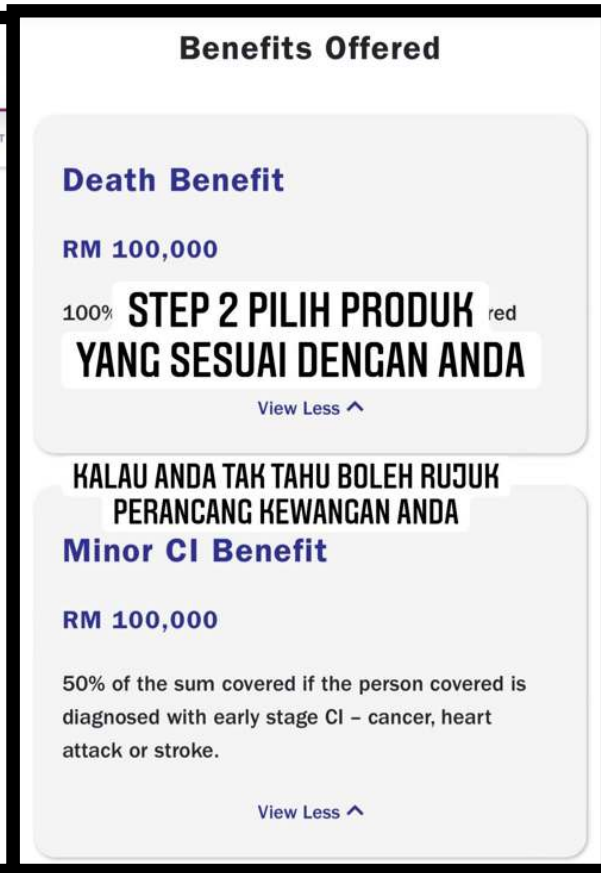 Benefits Offered
Death Benefit
RM 100,000
100% red
STEP 2 PILIH PRODUK
YANG SESUAI DENGAN ANDA
View Less
KALAU ANDA TAK TAHU BOLEH RUJUK
PERANCANG KEWANGAN ANDA
Minor CI Benefit
RM 100,000
50% of the sum covered if the person covered is
diagnosed with early stage CI – cancer, heart
attack or stroke.
View Less